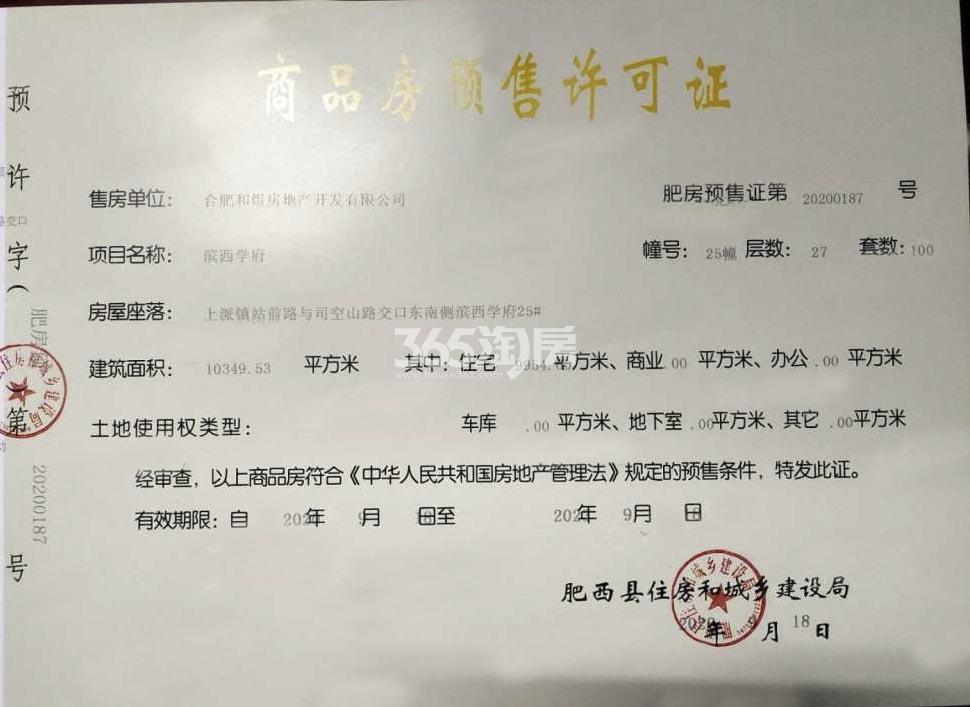 商品房预售许可证
售房单位: 合肥和煜房地产开发有限公司 肥房预售证第 20200187 号
项目名称: 滨西学府 幢号: 25幢 层数: 27 套数: 100
房屋座落: 上派镇站前路与司空山路交口东南侧滨西学府25#
建筑面积: 10349.53 平方米 其中: 住宅 9954. 平方米、商业 .00 平方米、办公 .00 平方米
土地使用权类型: 车库 .00 平方米、地下室 .00 平方米、其它 .00 平方米
经审查，以上商品房符合《中华人民共和国房地产管理法》规定的预售条件，特发此证。
有效期限: 自 年 9月 日至 年 9月 日
肥西县住房和城乡建设局
年 月 18 日
预许字(肥房)第 20200187 号
路交口
365淘房